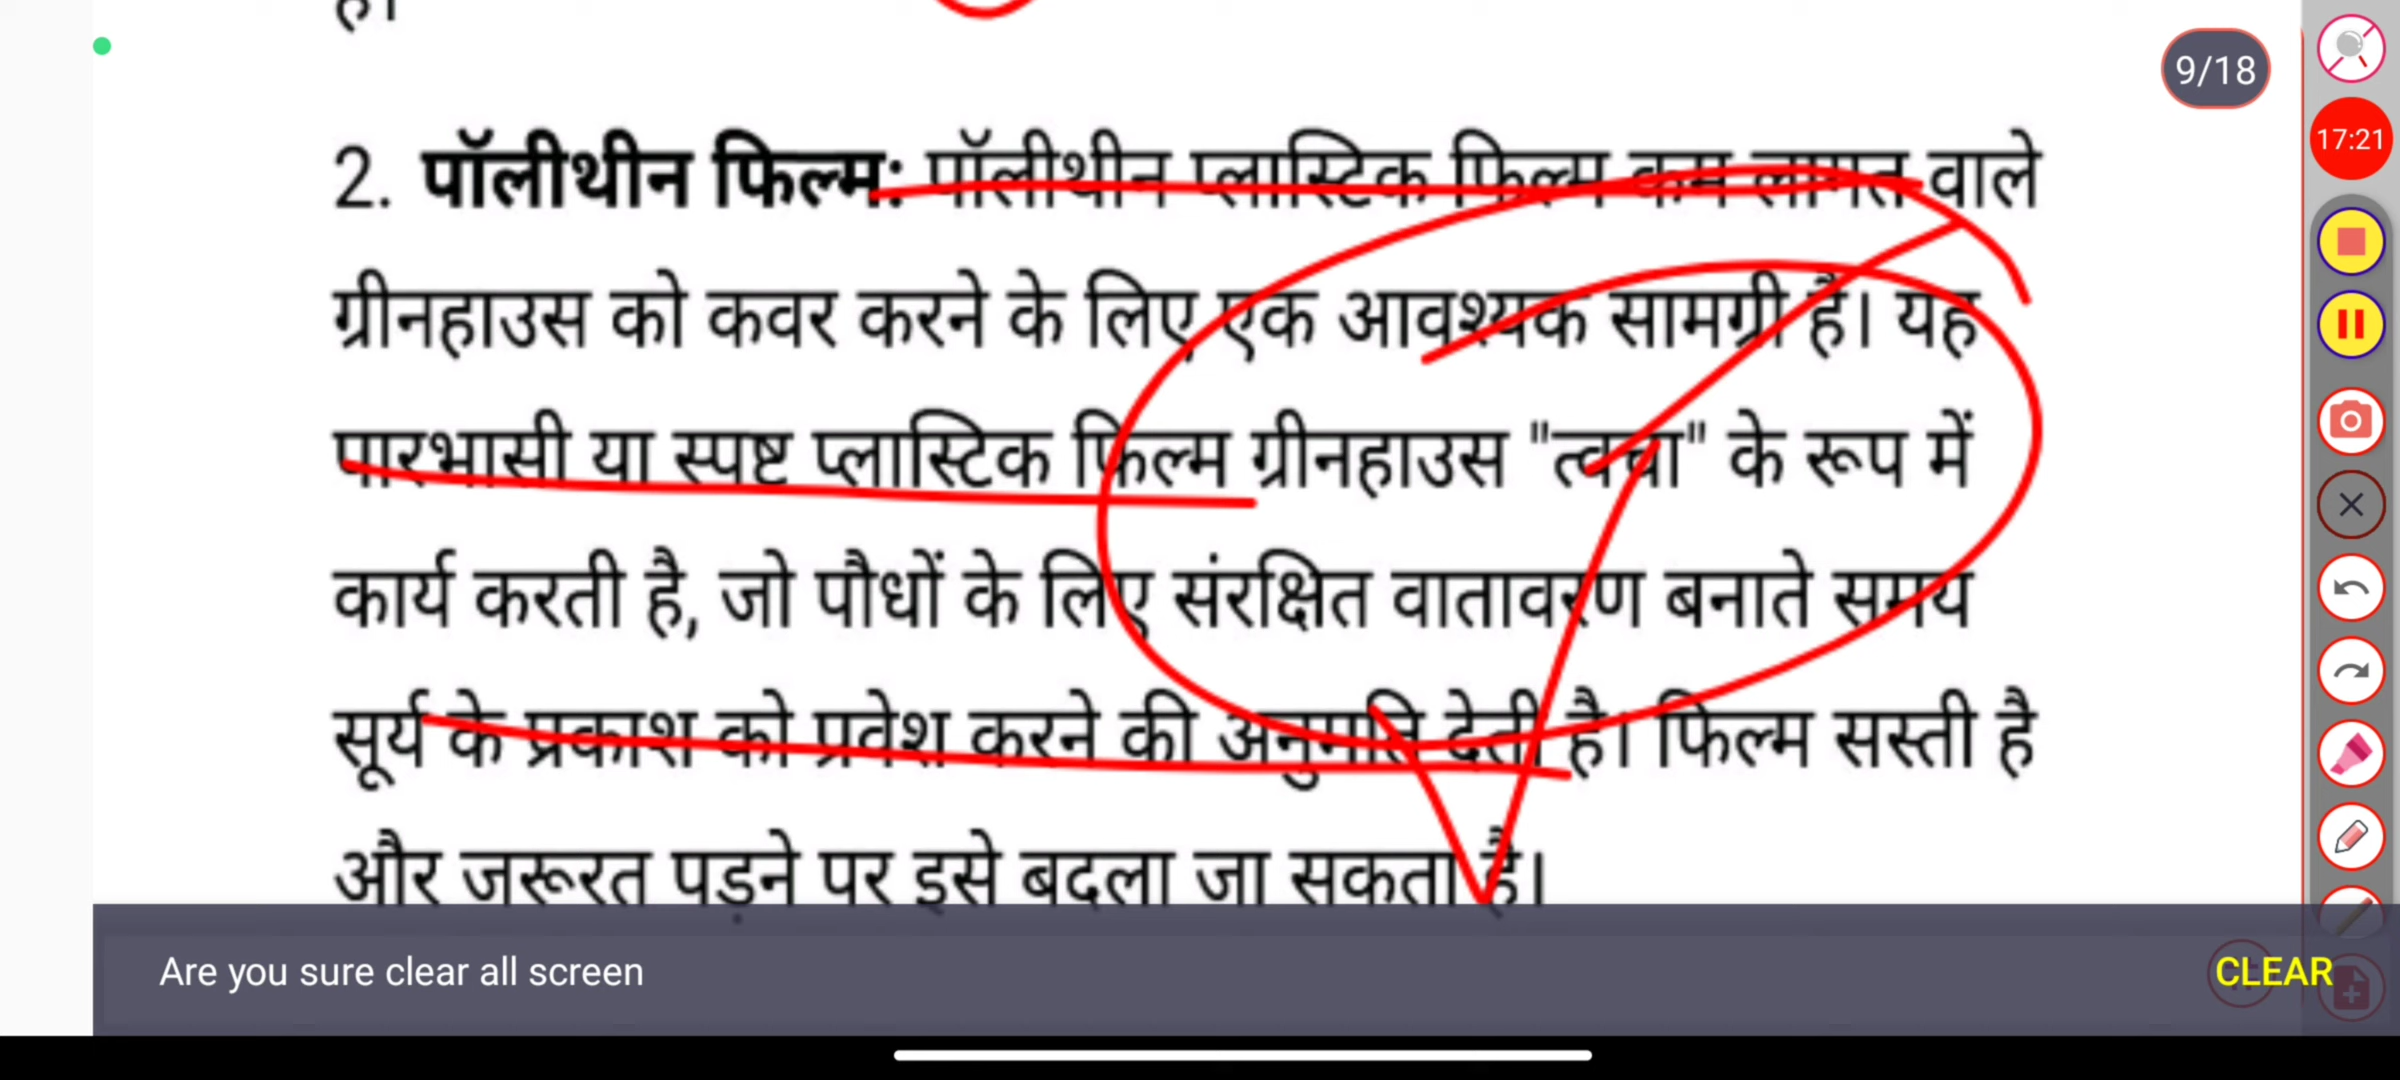 है।
9/18
17:21
2. पॉलीथीन फिल्म: पॉलीथीन प्लास्टिक फिल्म कम लागत वाले
ग्रीनहाउस को कवर करने के लिए एक आवश्यक सामग्री है। यह
पारभासी या स्पष्ट प्लास्टिक फिल्म ग्रीनहाउस "त्वचा" के रूप में
कार्य करती है, जो पौधों के लिए संरक्षित वातावरण बनाते समय
सूर्य के प्रकाश को प्रवेश करने की अनुमति देती है। फिल्म सस्ती है
और जरूरत पड़ने पर इसे बदला जा सकता है।
Are you sure clear all screen
CLEAR